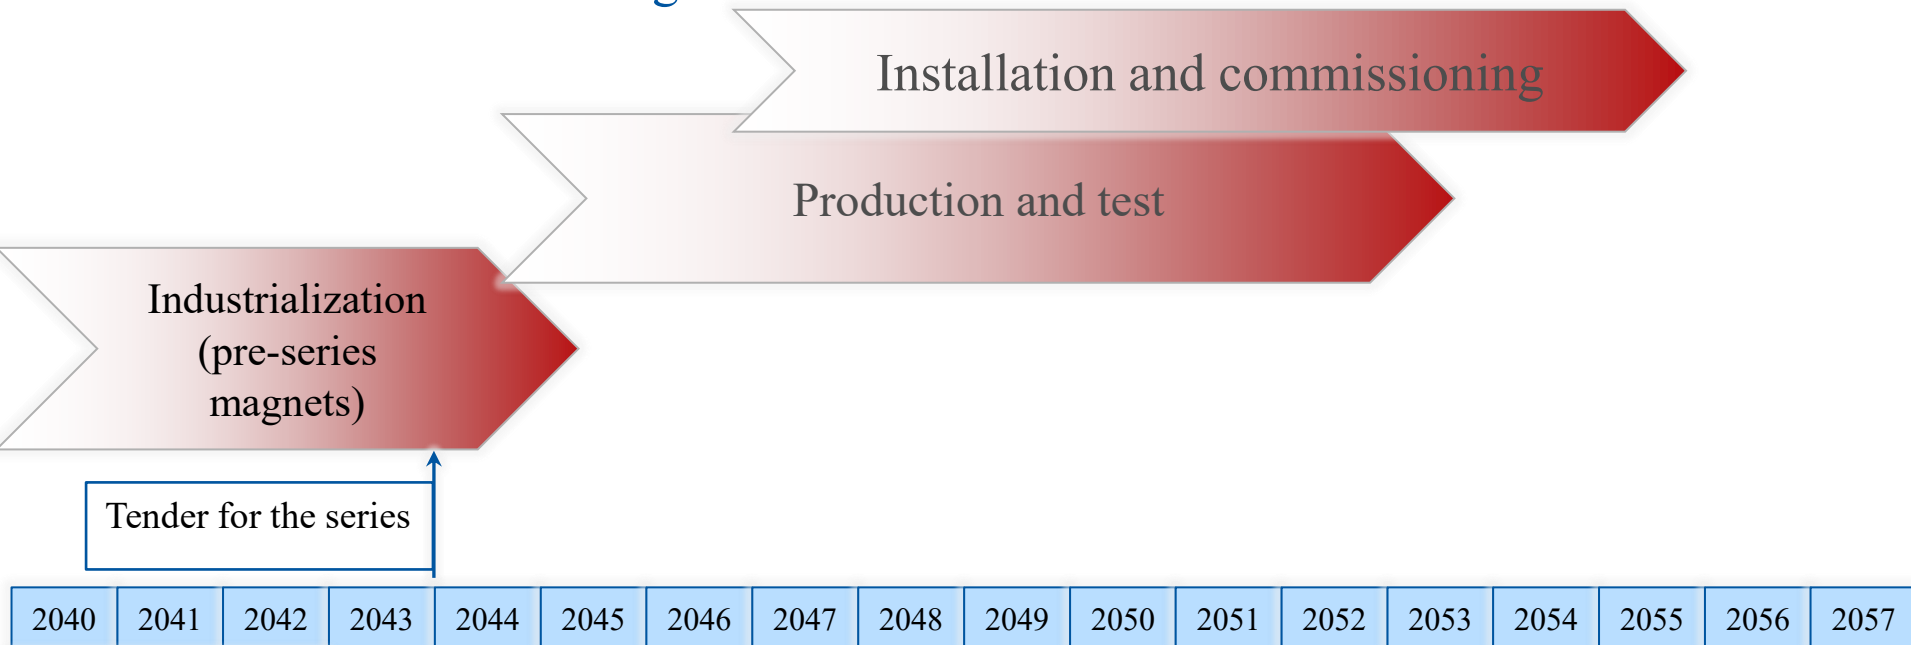 Installation and commissioning
Production and test
Industrialization
(pre-series
magnets)
Tender for the series
2040 2041 2042 2043 2044 2045 2046 2047 2048 2049 2050 2051 2052 2053 2054 2055 2056 2057